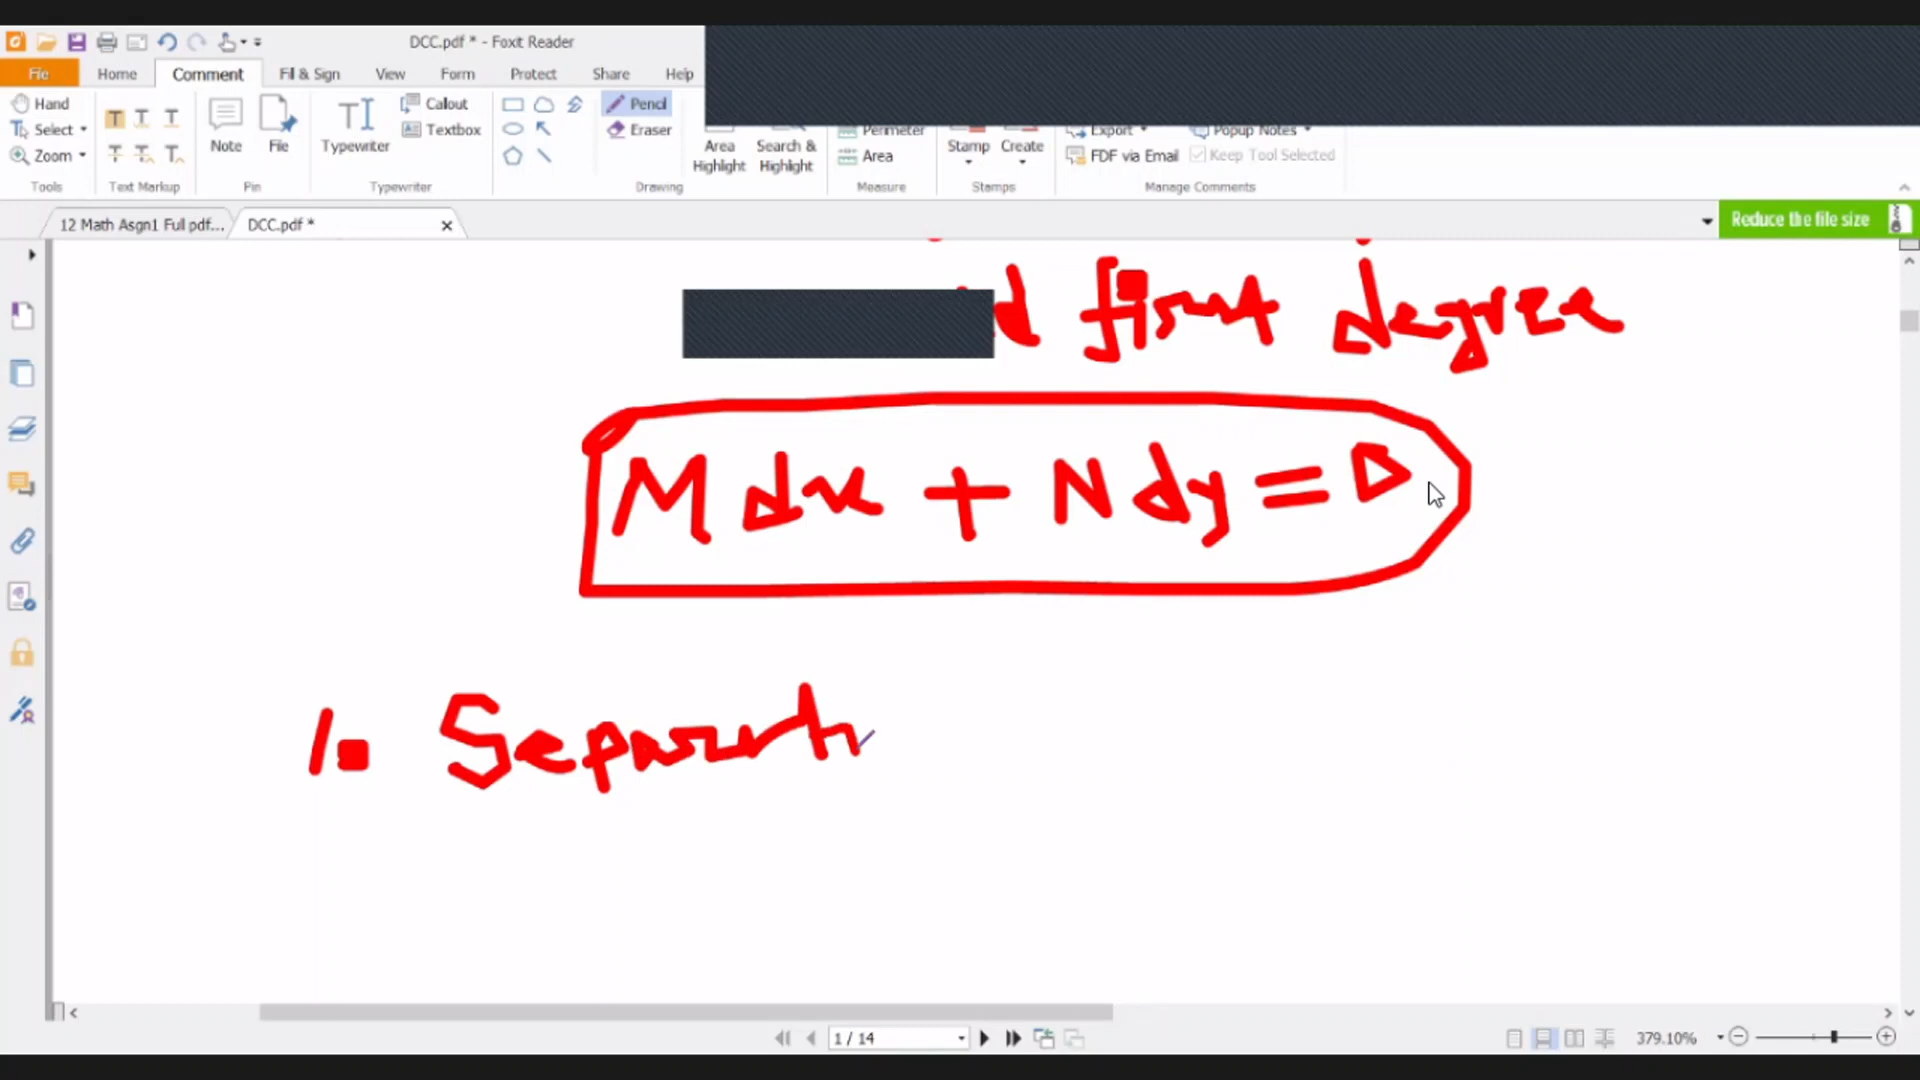 DCC.pdf * - Foxit Reader
File Home Comment Fill & Sign View Form Protect Share Help
Hand
Select
Zoom
Tools
Text Markup
Note
File
Pin
Typewriter
Callout
Textbox
Typewriter
Pencil
Eraser
Area Highlight
Search & Highlight
Drawing
Perimeter
Area
Measure
Stamp
Create
Stamps
Export
Popup Notes
FDF via Email
Keep Tool Selected
Manage Comments
12 Math Asgn1 Full pdf...
DCC.pdf *
Reduce the file size
first degree
M dx + N dy = 0
1. Separat
1 / 14
379.10%